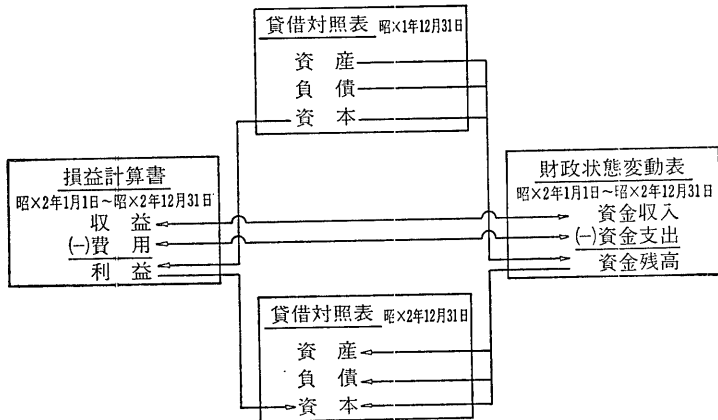 貸借対照表 昭×1年12月31日
資産
負債
資本
損益計算書
昭×2年1月1日~昭×2年12月31日
収益
(−)費用
利益
財政状態変動表
昭×2年1月1日~昭×2年12月31日
資金収入
(−)資金支出
資金残高
貸借対照表 昭×2年12月31日
資産
負債
資本